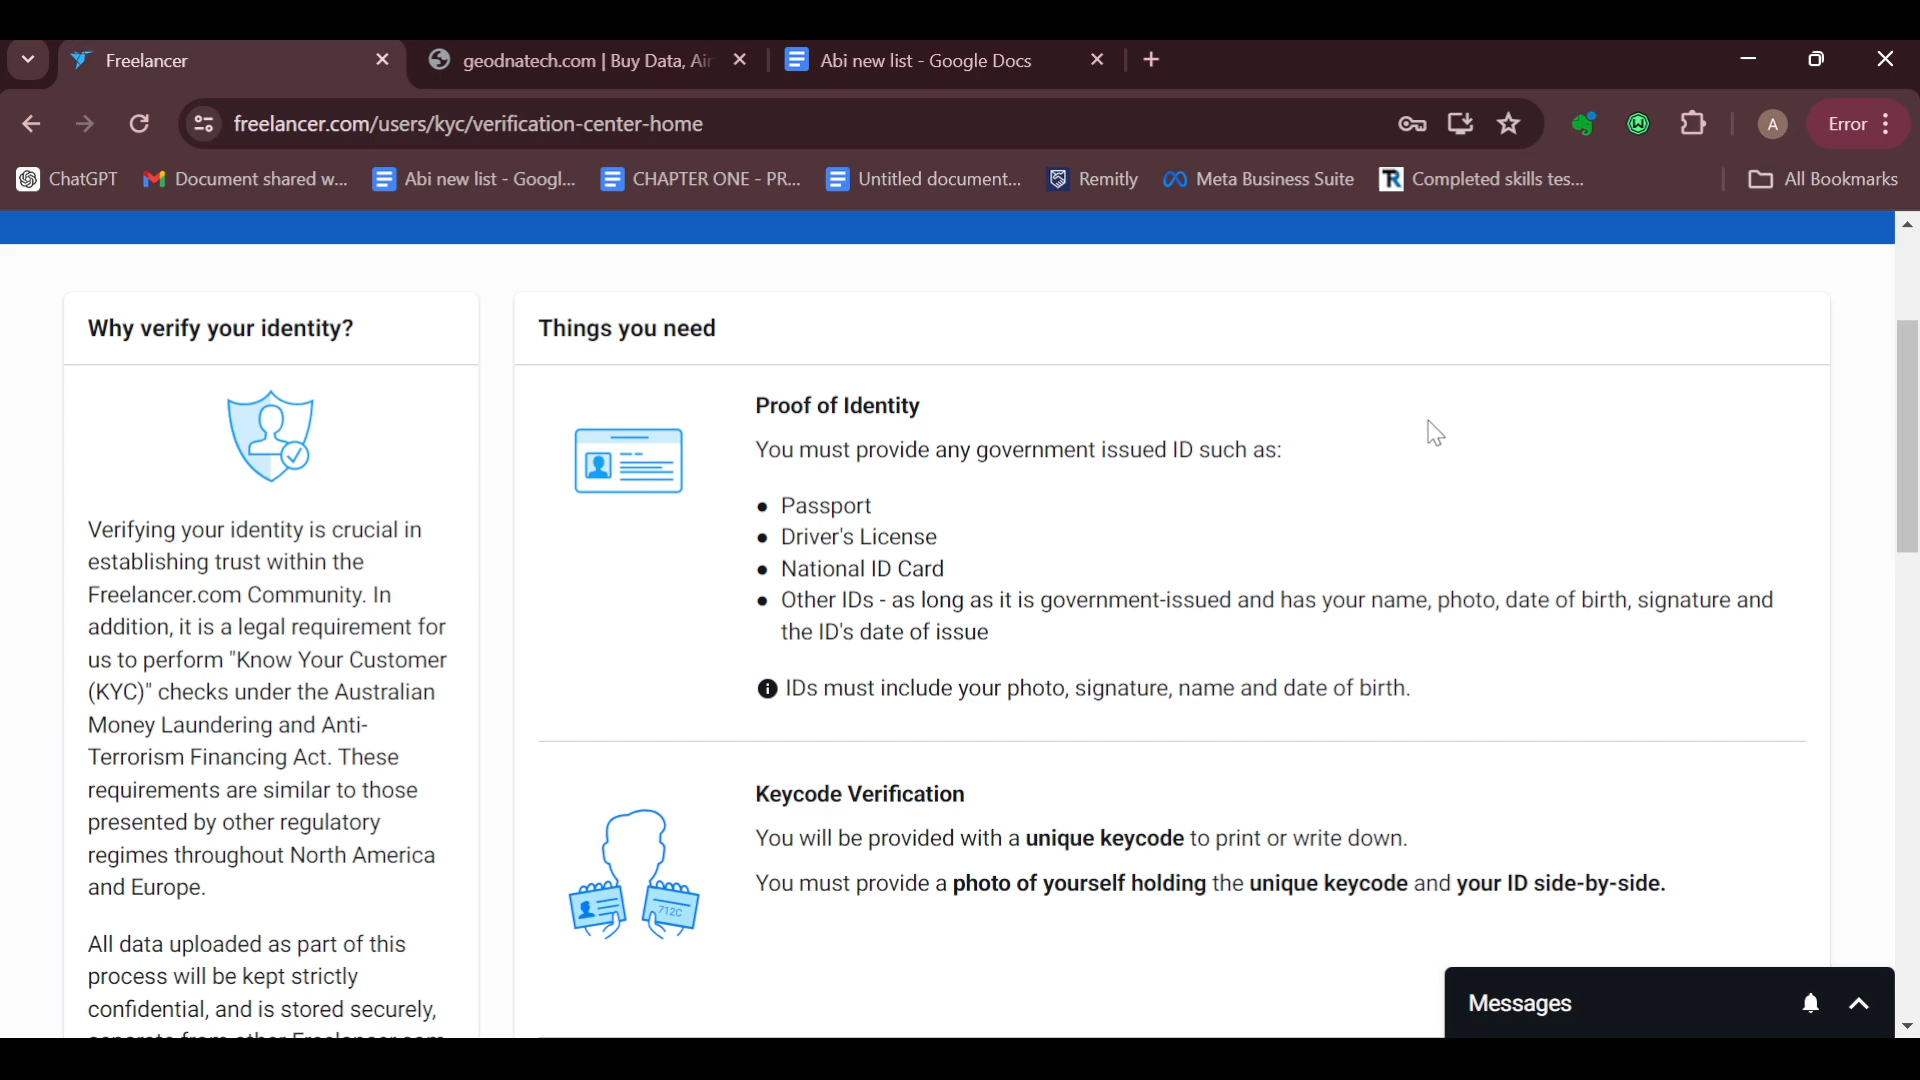 Freelancer
geodnatech.com | Buy Data, Air
Abi new list - Google Docs
freelancer.com/users/kyc/verification-center-home
A
Error
ChatGPT
Document shared w...
Abi new list - Googl...
CHAPTER ONE - PR...
Untitled document...
Remitly
Meta Business Suite
TR
Completed skills tes...
All Bookmarks
Why verify your identity?
Verifying your identity is crucial in
establishing trust within the
Freelancer.com Community. In
addition, it is a legal requirement for
us to perform "Know Your Customer
(KYC)" checks under the Australian
Money Laundering and Anti-
Terrorism Financing Act. These
requirements are similar to those
presented by other regulatory
regimes throughout North America
and Europe.
All data uploaded as part of this
process will be kept strictly
confidential, and is stored securely,
Things you need
Proof of Identity
You must provide any government issued ID such as:
Passport
Driver's License
National ID Card
Other IDs - as long as it is government-issued and has your name, photo, date of birth, signature and
the ID's date of issue
IDs must include your photo, signature, name and date of birth.
Keycode Verification
You will be provided with a unique keycode to print or write down.
You must provide a photo of yourself holding the unique keycode and your ID side-by-side.
712C
Messages